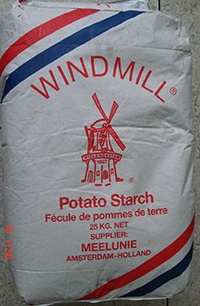 WINDMILL®
®
Potato Starch
Fécule de pommes de terre
25 KG. NET
SUPPLIER:
MEELUNIE
AMSTERDAM-HOLLAND